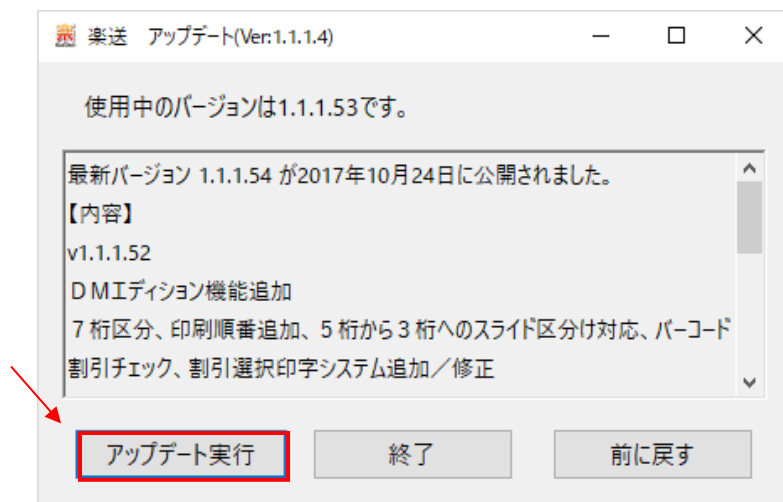 楽送 アップデート(Ver:1.1.1.4)
使用中のバージョンは1.1.1.53です。
最新バージョン 1.1.1.54 が2017年10月24日に公開されました。
【内容】
v1.1.1.52
ＤＭエディション機能追加
７桁区分、印刷順番追加、５桁から３桁へのスライド区分け対応、バーコード
割引チェック、割引選択印字システム追加／修正
アップデート実行 終了 前に戻す